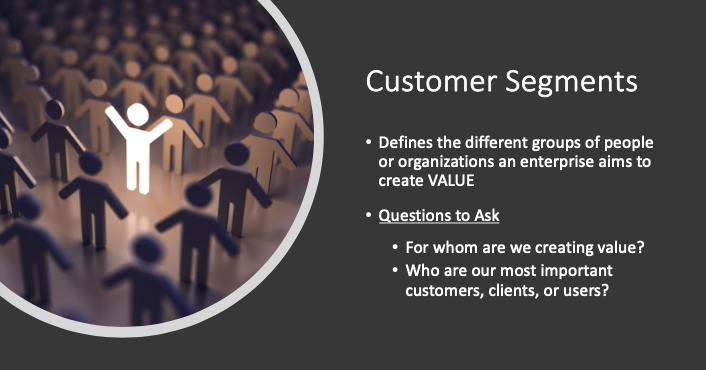 Customer Segments
• Defines the different groups of people
or organizations an enterprise aims to
create VALUE
• Questions to Ask
• For whom are we creating value?
• Who are our most important
customers, clients, or users?